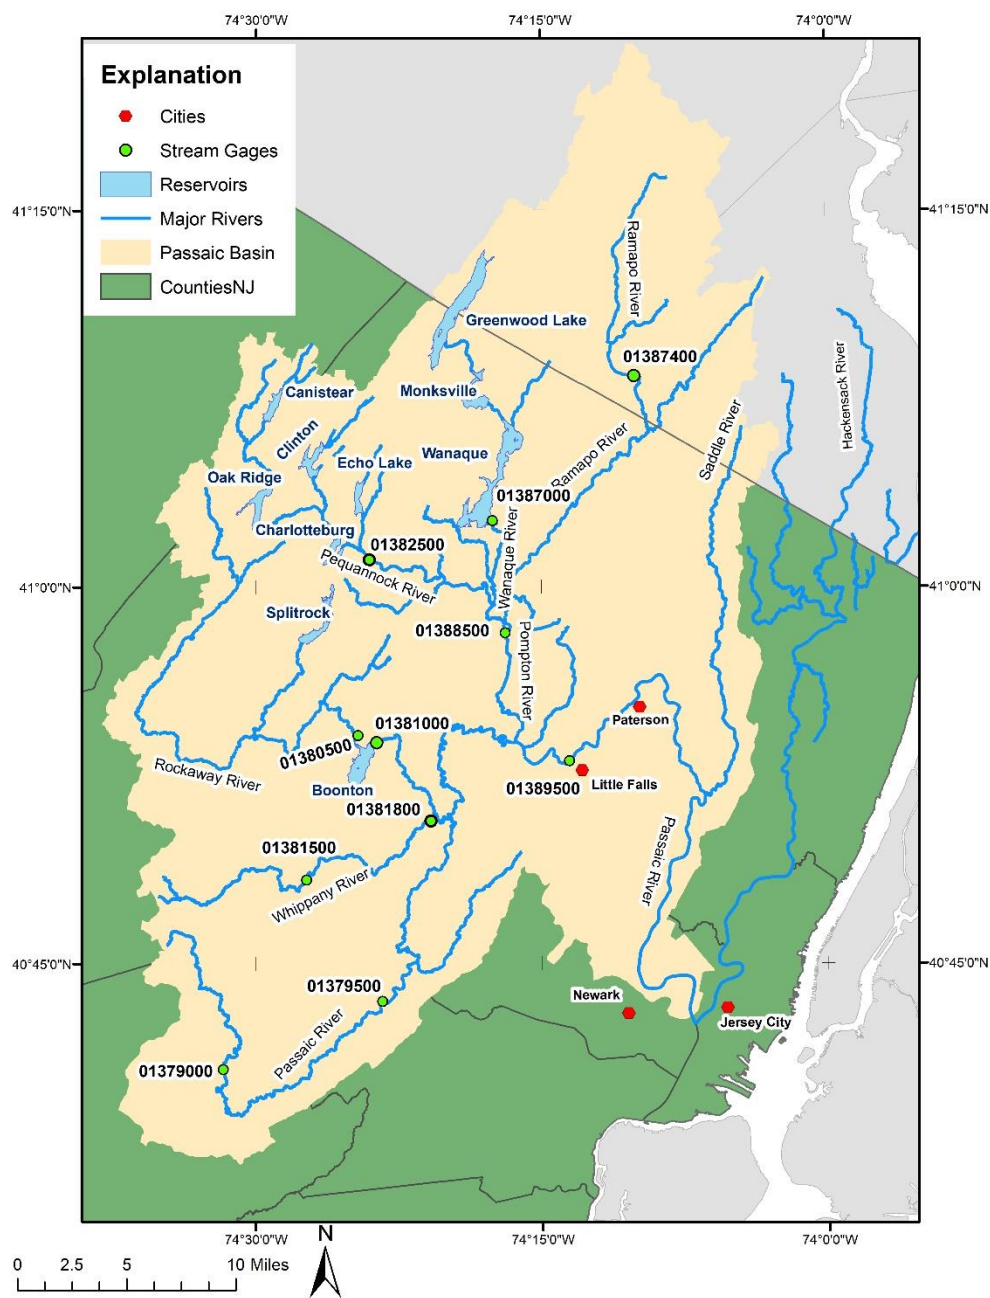 74°30'0"W
74°15'0"W
74°0'0"W
Explanation
Cities
Stream Gages
Reservoirs
Major Rivers
Passaic Basin
CountiesNJ
41°15'0"N
41°15'0"N
Ramapo River
Greenwood Lake
01387400
Hackensack River
Canistear
Monksville
Clinton
Saddle River
Wanaque
Ramapo River
Echo Lake
Oak Ridge
01387000
Charlotteburg
01382500
Wanaque River
Pequannock River
41°0'0"N
41°0'0"N
Splitrock
01388500
Pompton River
Paterson
01381000
01380500
Rockaway River
Boonton
01389500
Little Falls
01381800
Passaic River
01381500
Whippany River
40°45'0"N
40°45'0"N
01379500
Newark
Jersey City
Passaic River
01379000
74°30'0"W
74°15'0"W
74°0'0"W
N
0 2.5 5 10 Miles